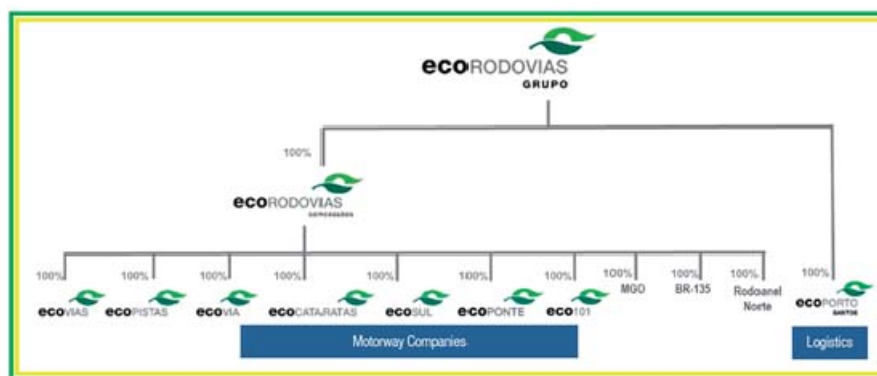 ecoRODOVIAS
GRUPO
100%
ecoRODOVIAS
100% 100% 100% 100% 100% 100% 100% 100% 100% 100% 100%
ecoVIAS ecoPISTAS ecoVIA ecoCATARATAS ecoSUL ecoPONTE eco101 MGO BR-135 Rodoanel ecoPORTO
Norte SANTOS
Motorway Companies Logistics